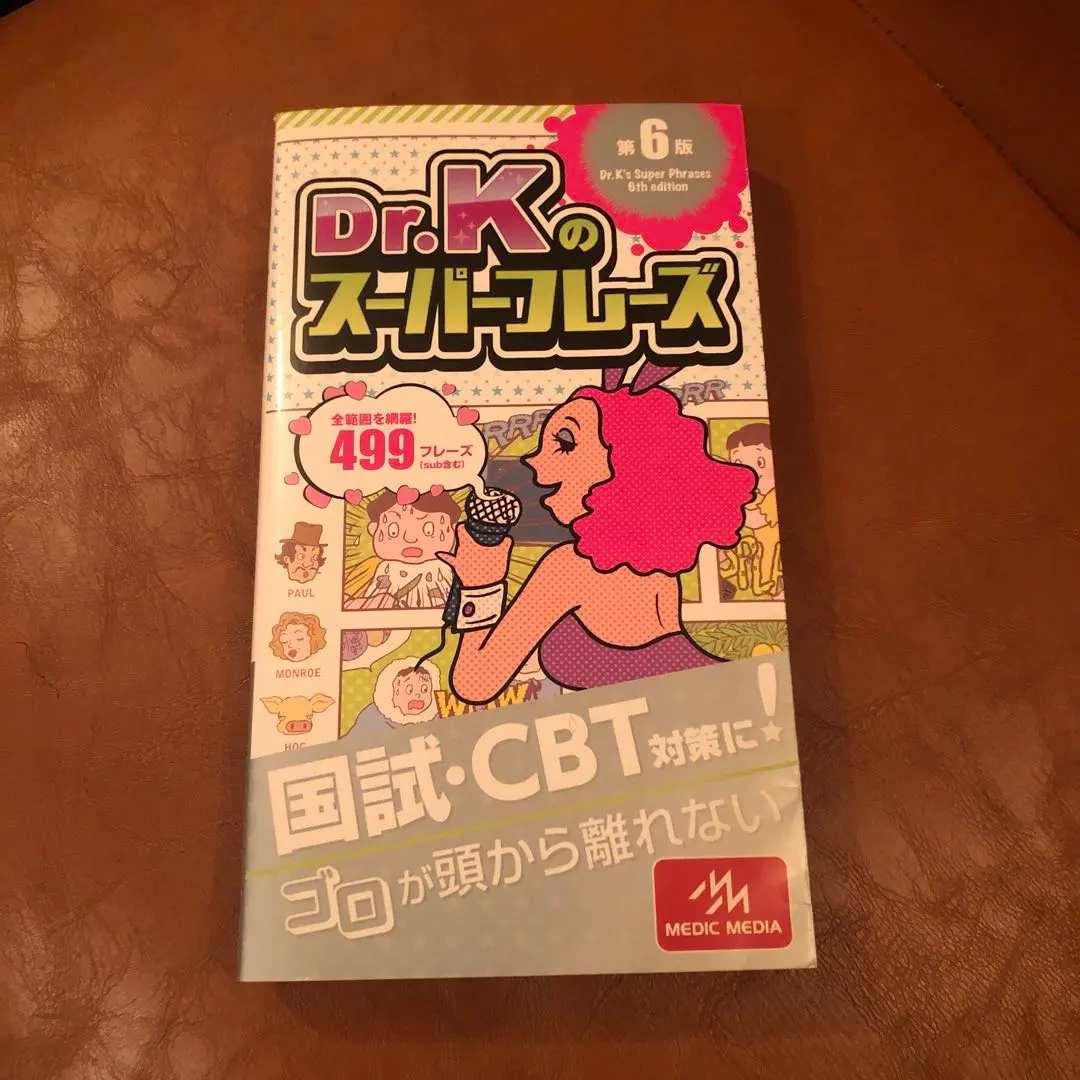 第6版
Dr.K's Super Phrases
6th edition
Dr.Kの
スーパーフレーズ
全範囲を網羅!
499フレーズ
(sub含む)
PAUL
MONROE
HOG
国試・CBT対策に!
ゴロが頭から離れない
MEDIC MEDIA